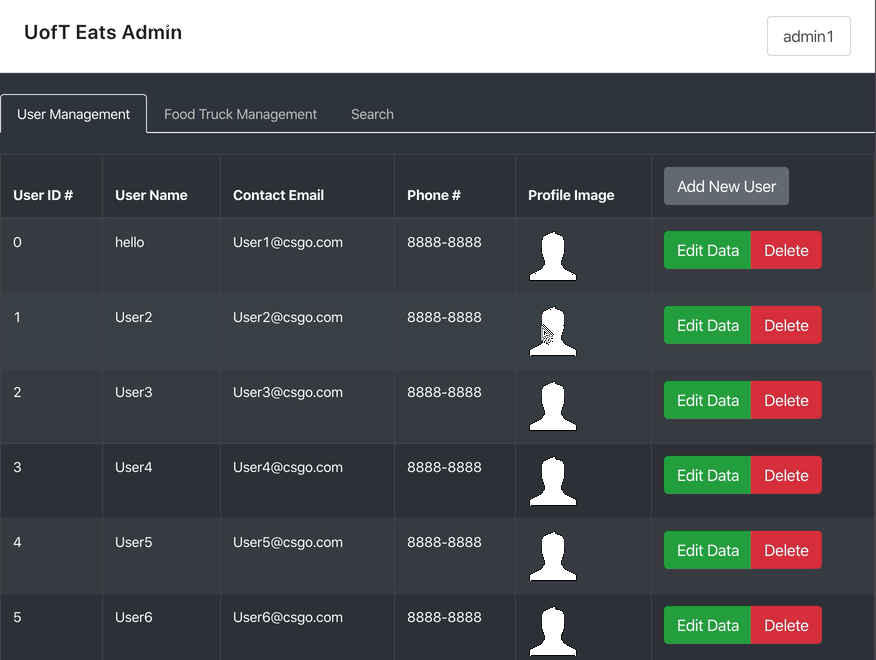 UofT Eats Admin
admin1
User Management Food Truck Management Search
User ID # User Name Contact Email Phone # Profile Image Add New User
0 hello User1@csgo.com 8888-8888 Edit Data Delete
1 User2 User2@csgo.com 8888-8888 Edit Data Delete
2 User3 User3@csgo.com 8888-8888 Edit Data Delete
3 User4 User4@csgo.com 8888-8888 Edit Data Delete
4 User5 User5@csgo.com 8888-8888 Edit Data Delete
5 User6 User6@csgo.com 8888-8888 Edit Data Delete